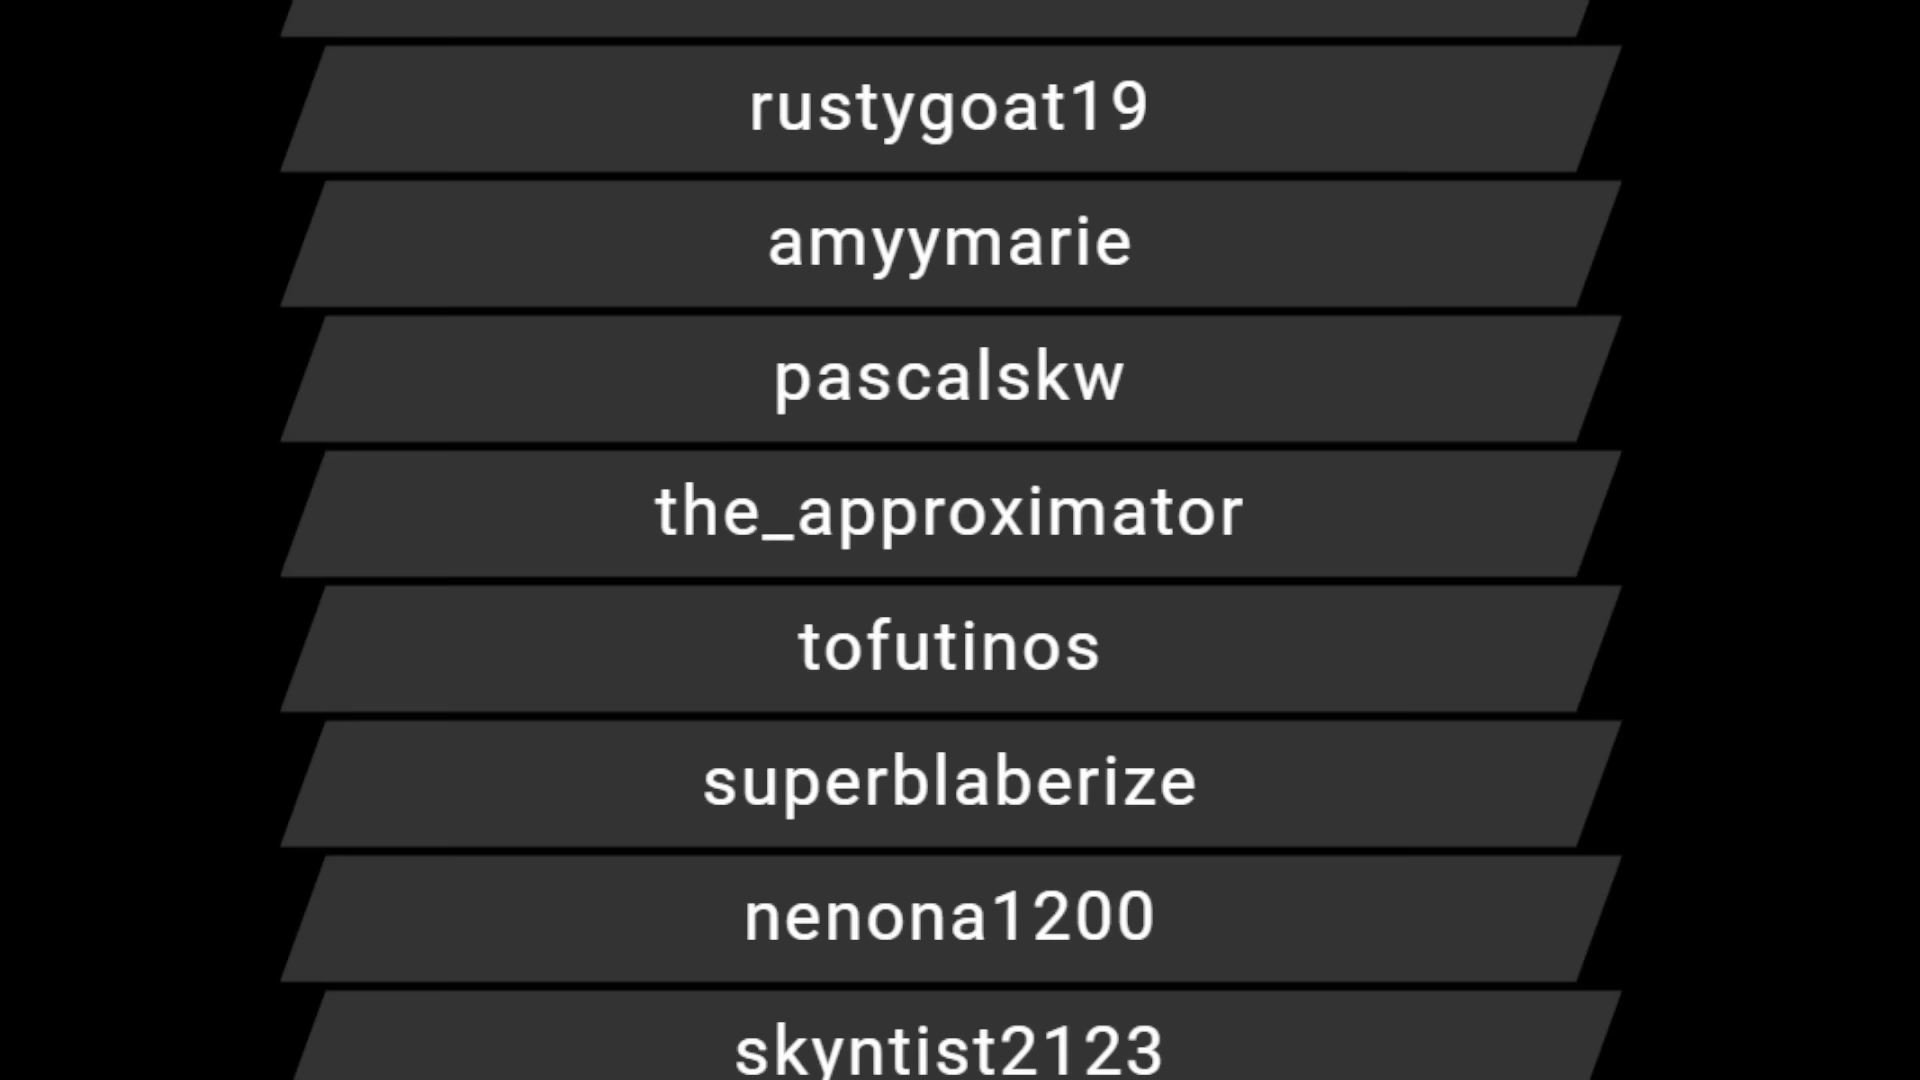 rustygoat19
amyymarie
pascalskw
the_approximator
tofutinos
superblaberize
nenona1200
skyntist2123